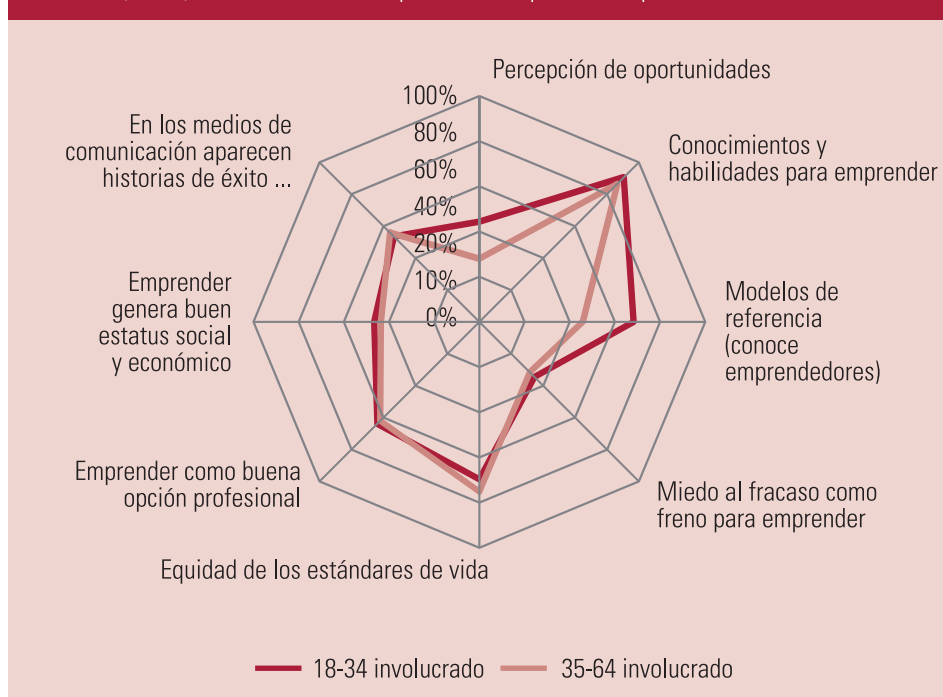 Percepción de oportunidades
100%
80%
60%
40%
20%
10%
0%
Conocimientos y
habilidades para emprender
Modelos de
referencia
(conoce
emprendedores)
Miedo al fracaso como
freno para emprender
Equidad de los estándares de vida
Emprender como buena
opción profesional
Emprender
genera buen
estatus social
y económico
En los medios de
comunicación aparecen
historias de éxito ...
18-34 involucrado
35-64 involucrado